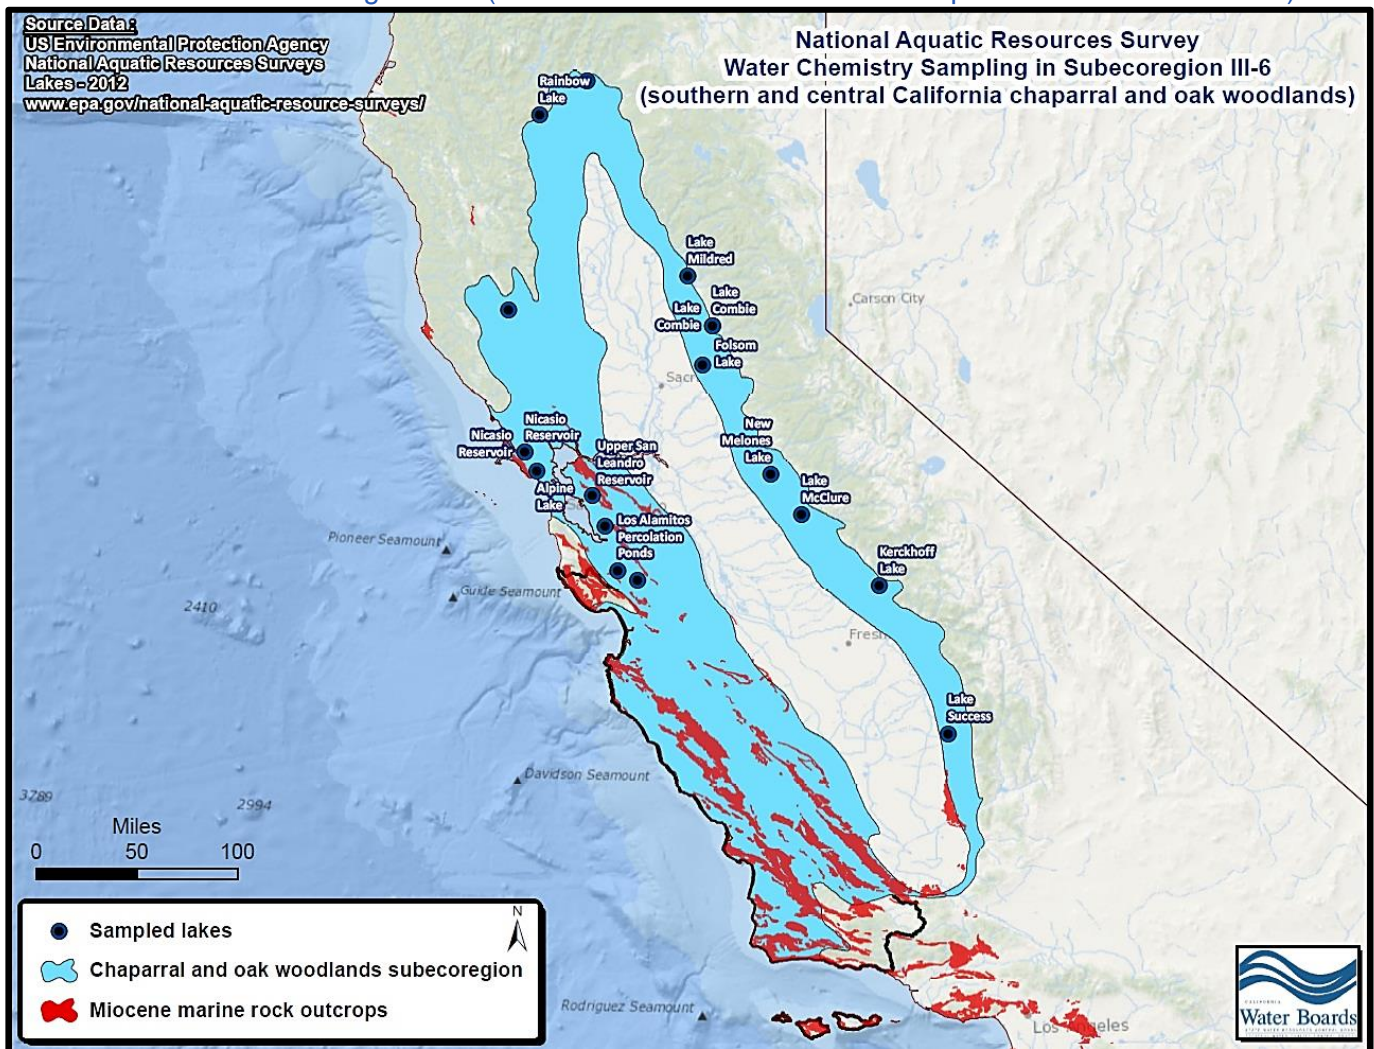 Source Data :
US Environmental Protection Agency
National Aquatic Resources Surveys
Lakes - 2012
www.epa.gov/national-aquatic-resource-surveys/
National Aquatic Resources Survey
Water Chemistry Sampling in Subecoregion III-6
(southern and central California chaparral and oak woodlands)
Rainbow
Lake
Lake
Mildred
Lake
Combie
Lake
Combie
Carson City
Folsom
Lake
Sacr
Nicasio
Reservoir
Nicasio
Reservoir
Upper San
Leandro
Reservoir
New
Melones
Lake
Alpine
Lake
Lake
McClure
Los Alamitos
Percolation
Ponds
Pioneer Seamount
Kerckhoff
Lake
Guide Seamount
2410
Fresn
Lake
Success
Davidson Seamount
3789
2994
Miles
0 50 100
N
Sampled lakes
Chaparral and oak woodlands subecoregion
Miocene marine rock outcrops
Rodriguez Seamount
Los Angeles
CALIFORNIA
Water Boards